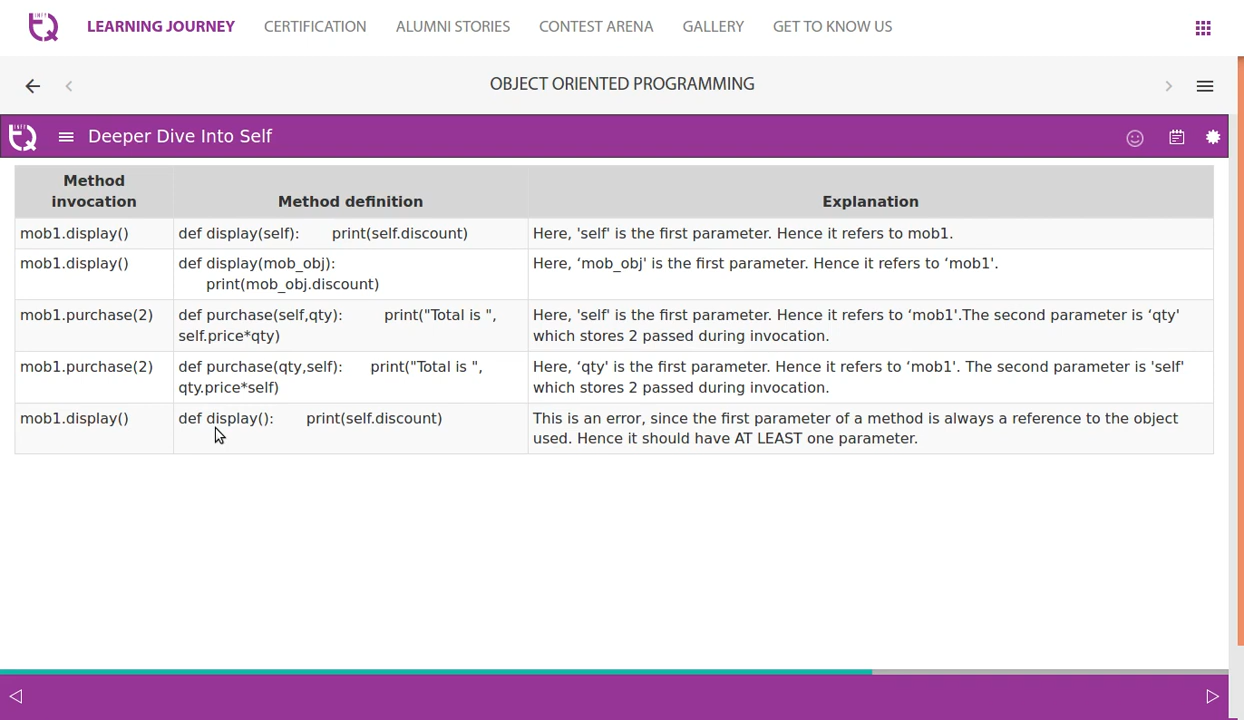 LEARNING JOURNEY CERTIFICATION ALUMNI STORIES CONTEST ARENA GALLERY GET TO KNOW US
OBJECT ORIENTED PROGRAMMING
Deeper Dive Into Self
Method invocation Method definition Explanation
mob1.display() def display(self): print(self.discount) Here, 'self' is the first parameter. Hence it refers to mob1.
mob1.display() def display(mob_obj): Here, ‘mob_obj' is the first parameter. Hence it refers to ‘mob1'.
print(mob_obj.discount)
mob1.purchase(2) def purchase(self,qty): print("Total is ", Here, 'self' is the first parameter. Hence it refers to ‘mob1'.The second parameter is ‘qty'
self.price*qty) which stores 2 passed during invocation.
mob1.purchase(2) def purchase(qty,self): print("Total is ", Here, ‘qty' is the first parameter. Hence it refers to ‘mob1'. The second parameter is 'self'
qty.price*self) which stores 2 passed during invocation.
mob1.display() def display(): print(self.discount) This is an error, since the first parameter of a method is always a reference to the object
used. Hence it should have AT LEAST one parameter.